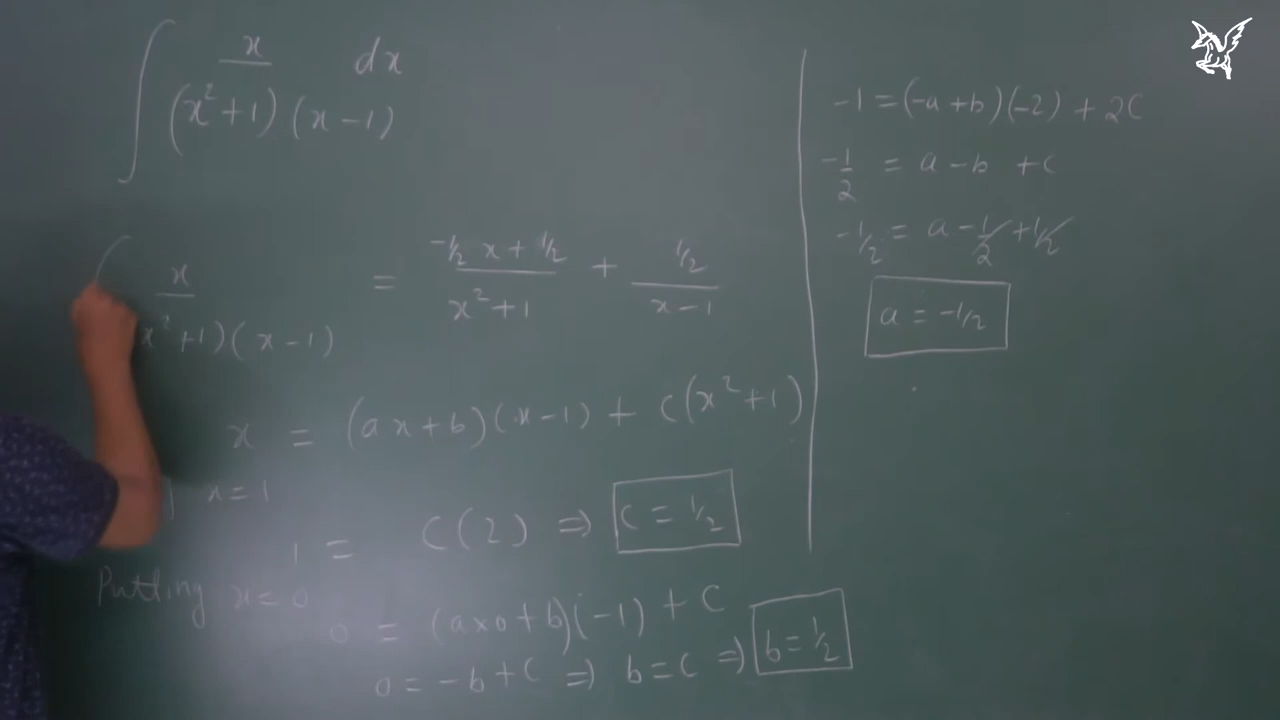 ∫ x/((x²+1)(x-1)) dx
∫ x/(x²+1)(x-1) = (-1/2 x + 1/2)/(x²+1) + (1/2)/(x-1)
x = (ax+b)(x-1) + C(x²+1)
x=1
1 = C(2) ⇒ C = 1/2
Putting x=0
0 = (ax0+b)(-1) + C
0 = -b+C ⇒ b=C ⇒ b=1/2
-1 = (-a+b)(-2) + 2C
-1/2 = a-b+C
-1/2 = a-1/2+1/2
a = -1/2